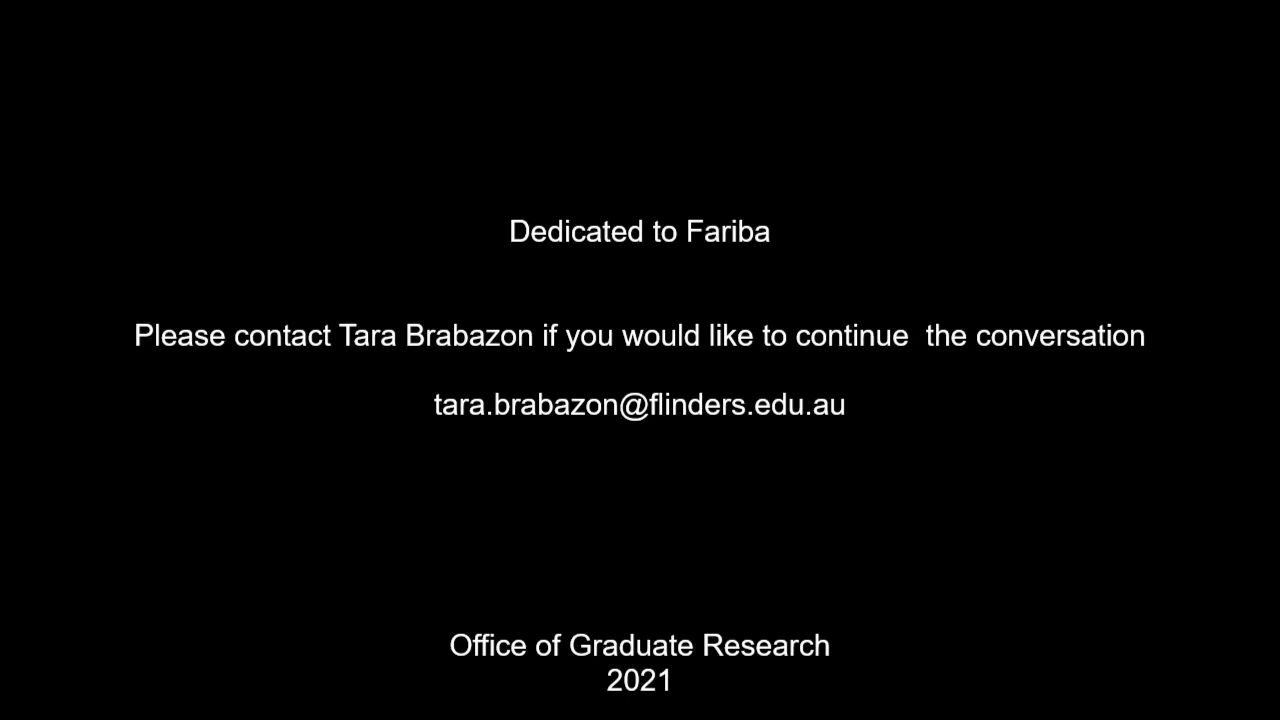 Dedicated to Fariba
Please contact Tara Brabazon if you would like to continue  the conversation
tara.brabazon@flinders.edu.au
Office of Graduate Research
2021